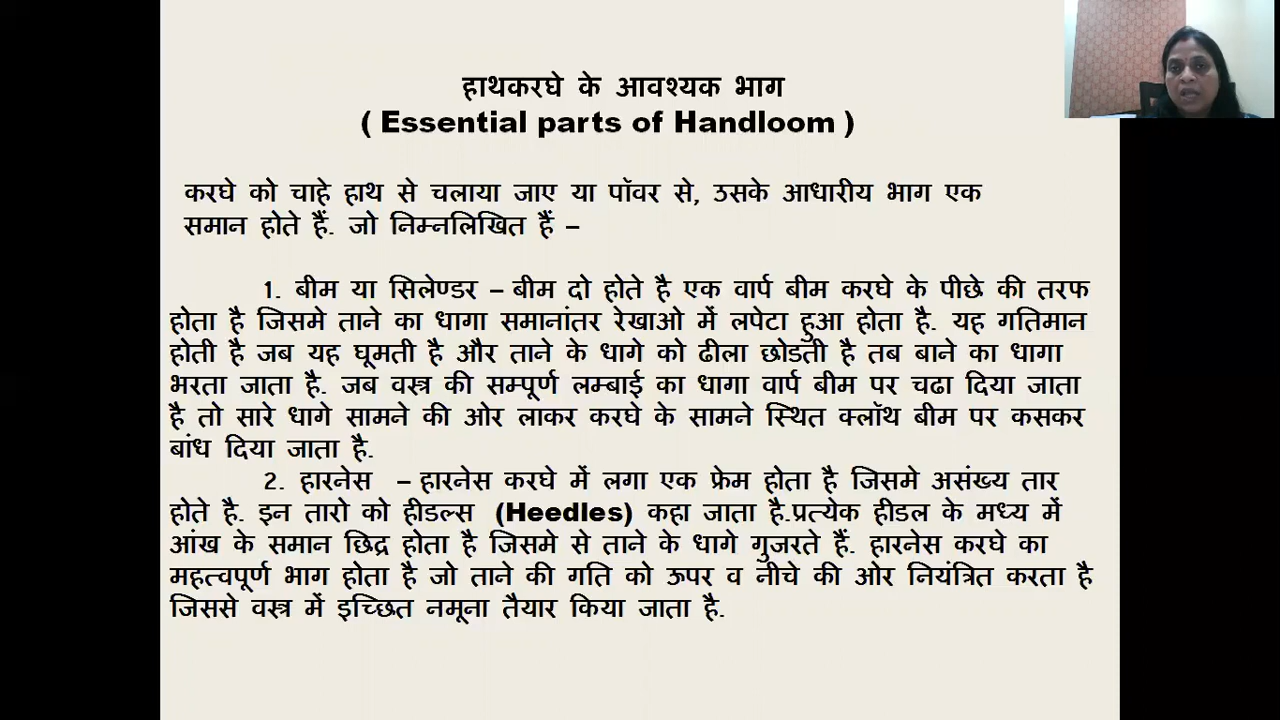 हाथकरघे के आवश्यक भाग
( Essential parts of Handloom )
करघे को चाहे हाथ से चलाया जाए या पॉवर से, उसके आधारीय भाग एक
समान होते हैं. जो निम्नलिखित हैं –
1. बीम या सिलेण्डर – बीम दो होते है एक वार्प बीम करघे के पीछे की तरफ
होता है जिसमे ताने का धागा समानांतर रेखाओ में लपेटा हुआ होता है. यह गतिमान
होती है जब यह घूमती है और ताने के धागे को ढीला छोडती है तब बाने का धागा
भरता जाता है. जब वस्त्र की सम्पूर्ण लम्बाई का धागा वार्प बीम पर चढा दिया जाता
है तो सारे धागे सामने की ओर लाकर करघे के सामने स्थित क्लॉथ बीम पर कसकर
बांध दिया जाता है.
2. हारनेस – हारनेस करघे में लगा एक फ्रेम होता है जिसमे असंख्य तार
होते है. इन तारो को हीडल्स (Heedles) कहा जाता है.प्रत्येक हीडल के मध्य में
आंख के समान छिद्र होता है जिसमे से ताने के धागे गुजरते हैं. हारनेस करघे का
महत्वपूर्ण भाग होता है जो ताने की गति को ऊपर व नीचे की ओर नियंत्रित करता है
जिससे वस्त्र में इच्छित नमूना तैयार किया जाता है.